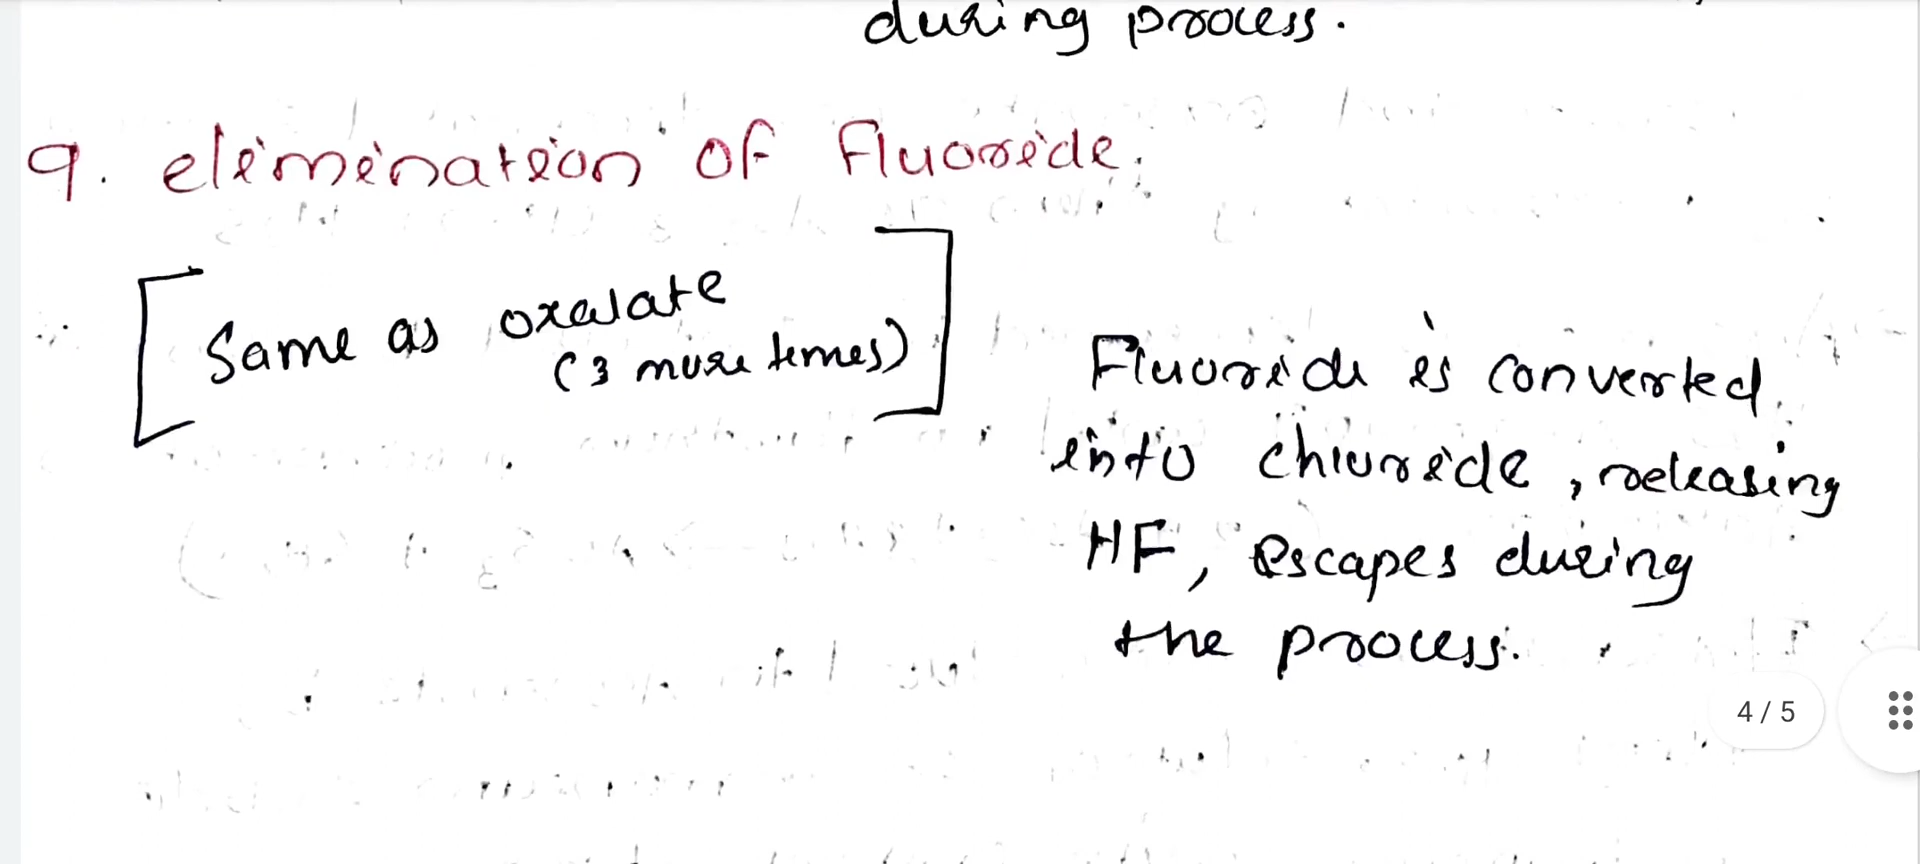 during process.
9. elimination of Fluoride.
Same as oxalate
(3 more times)
Fluoride is converted
into chloride, releasing
HF, escapes during
the process.
4 / 5